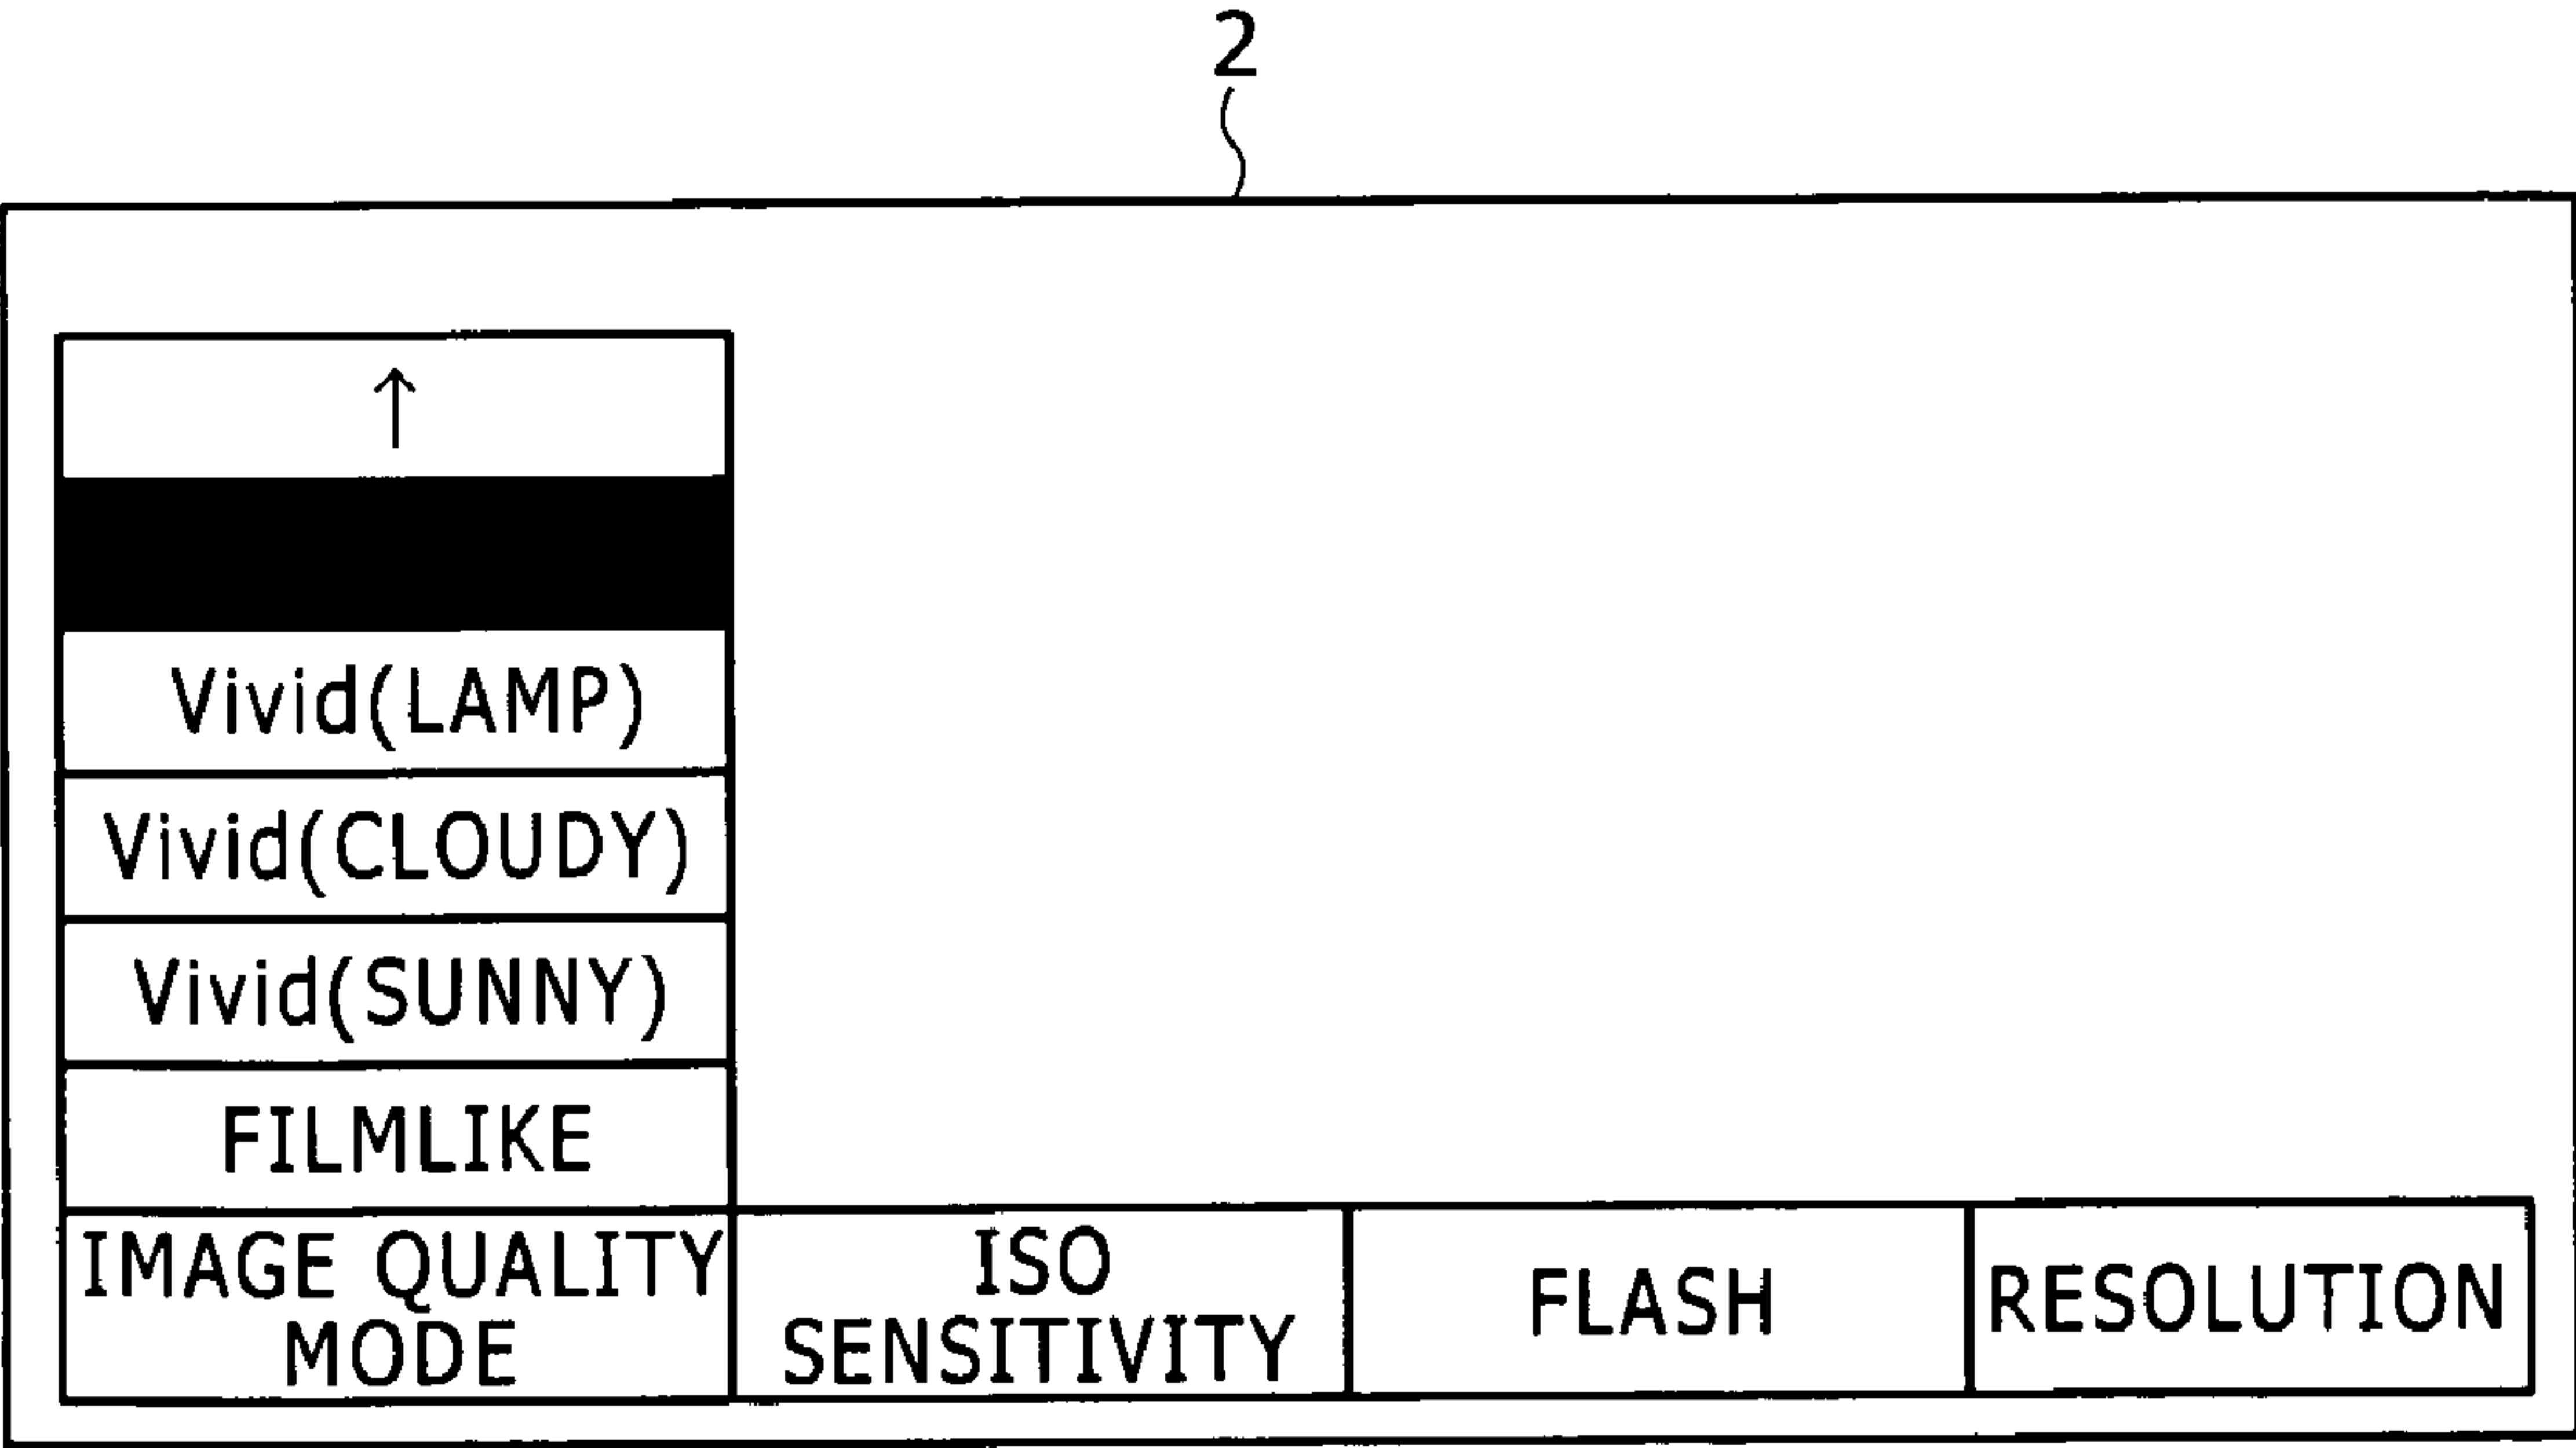 2
↑
Vivid(LAMP)
Vivid(CLOUDY)
Vivid(SUNNY)
FILMLIKE
IMAGE QUALITY
MODE
ISO
SENSITIVITY
FLASH
RESOLUTION